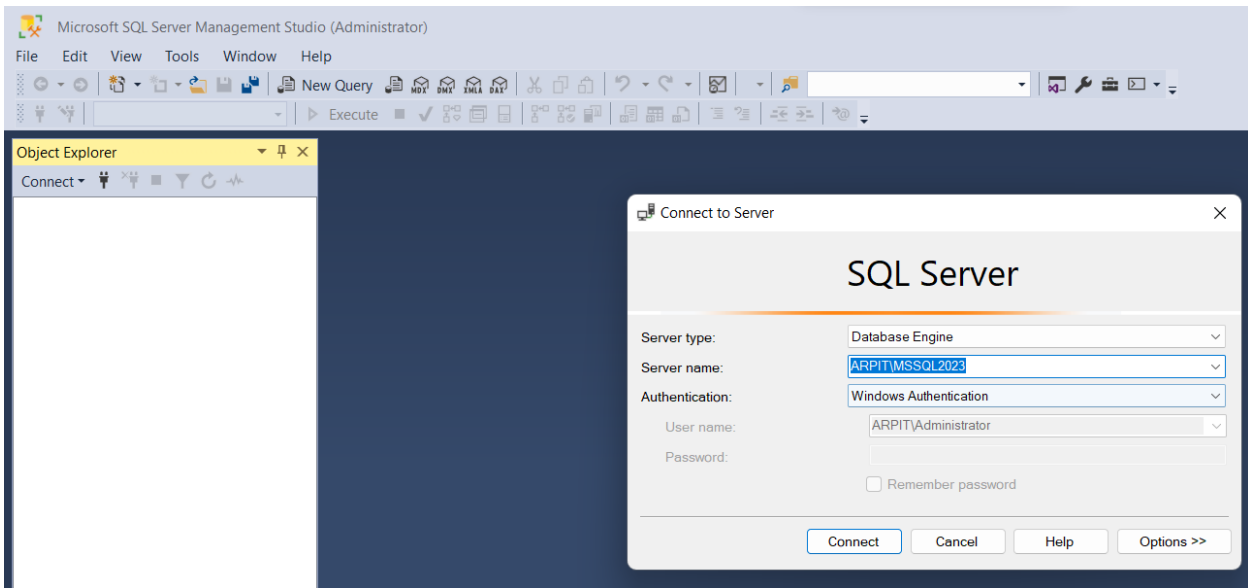 Microsoft SQL Server Management Studio (Administrator)
File Edit View Tools Window Help
New Query MDX DMX XMLA DAX
Execute
Object Explorer
Connect
Connect to Server
SQL Server
Server type: Database Engine
Server name: ARPIT\MSSQL2023
Authentication: Windows Authentication
User name: ARPIT\Administrator
Password:
Remember password
Connect Cancel Help Options >>